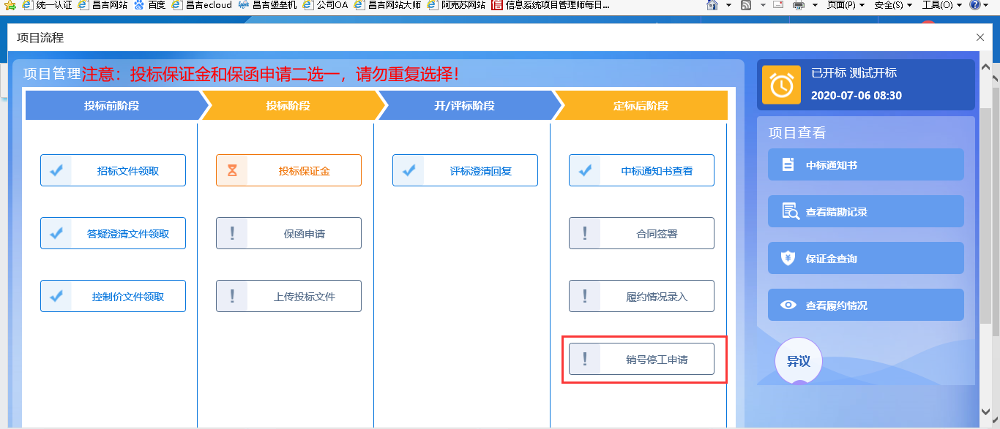 统一认证 昌吉网站 百度 昌吉ecloud 昌吉堡垒机 公司OA 昌吉网站大师 阿克苏网站 信息系统项目管理师每日... 页面(P) 安全(S) 工具(O)
项目流程
项目管理注意：投标保证金和保函申请二选一，请勿重复选择！
投标前阶段 投标阶段 开/评标阶段 定标后阶段
招标文件领取 投标保证金 评标澄清回复 中标通知书查看
答疑澄清文件领取 保函申请 合同签署
控制价文件领取 上传投标文件 履约情况录入
销号停工申请
已开标 测试开标
2020-07-06 08:30
项目查看
中标通知书
查看踏勘记录
保证金查询
查看履约情况
异议